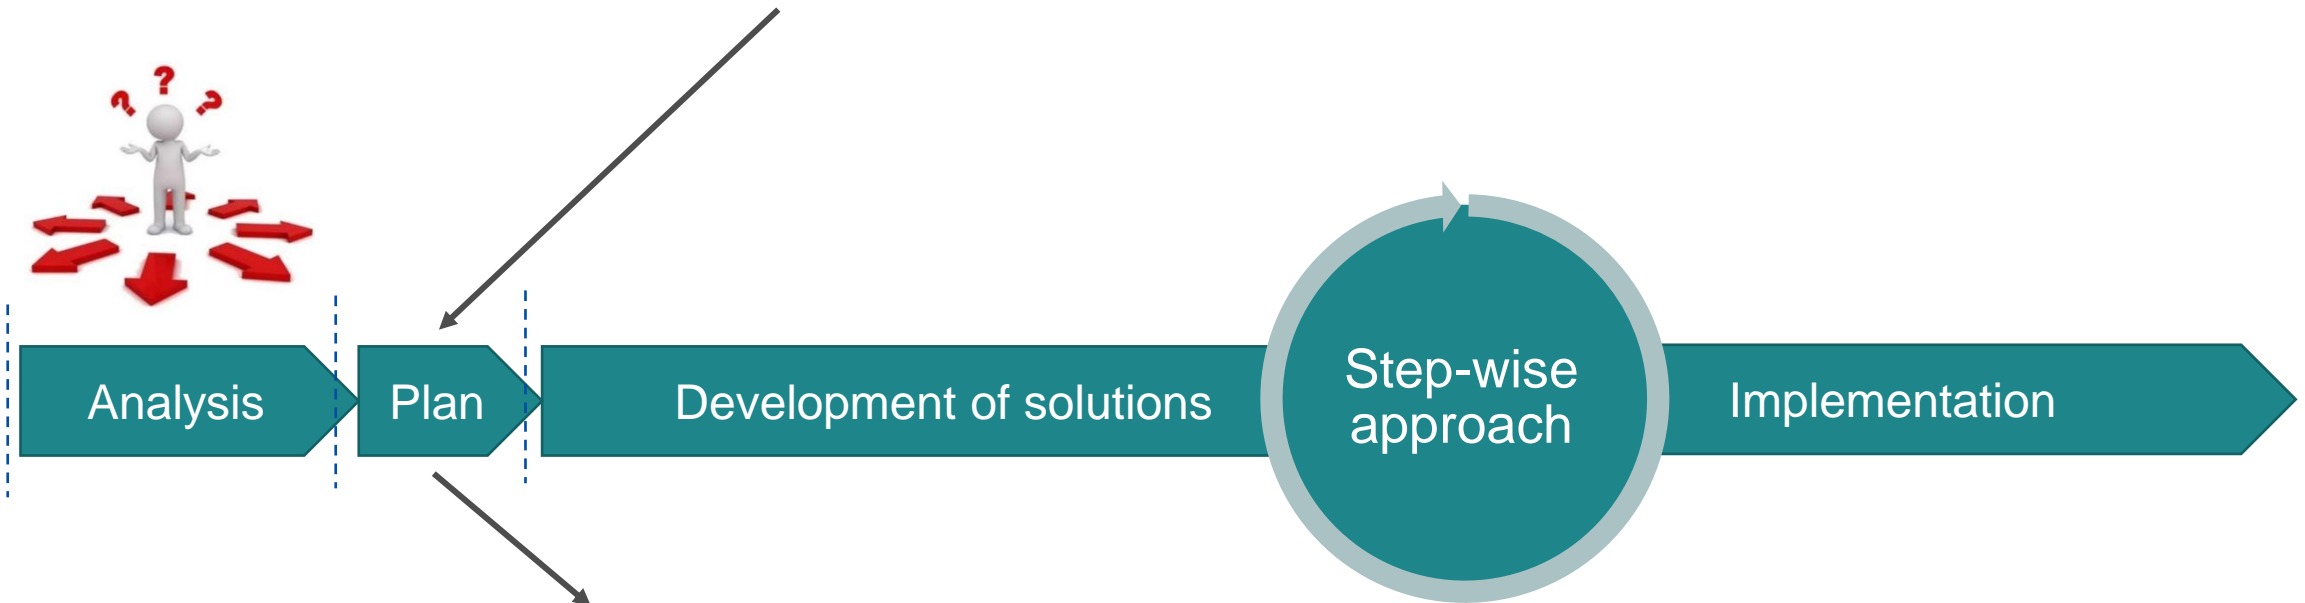 ? ? ?
Analysis
Plan
Development of solutions
Step-wise
approach
Implementation